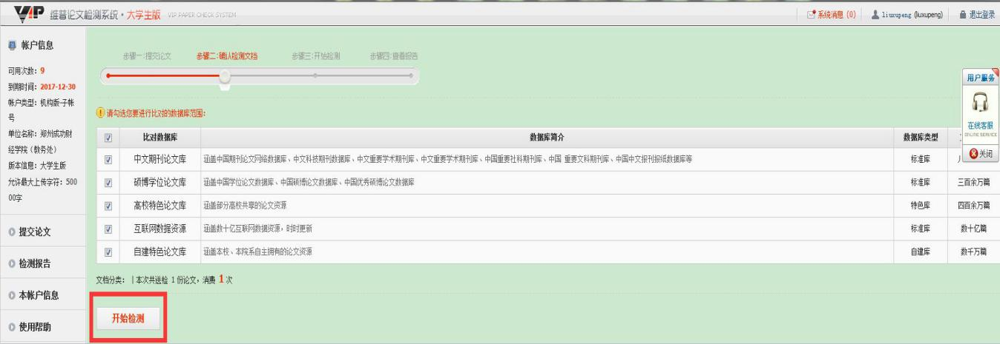 VIP 维普论文检测系统·大学生版 VIP PAPER CHECK SYSTEM
系统消息 (0)
liuxupeng (liuxupeng)
退出登录
帐户信息
可用次数: 9
到期时间: 2017-12-30
帐户类型: 机构版-子帐
号
单位名称: 郑州成功财
经学院 (教务处)
版本信息: 大学生版
允许最大上传字符: 500
00字
提交论文
检测报告
本帐户信息
使用帮助
步骤一:提交论文 步骤二:确认检测文档 步骤三:开始检测 步骤四:查看报告
请勾选您要进行比对的数据库范围:
比对数据库 数据库简介 数据库类型
中文期刊论文库 涵盖中国期刊论文网络数据库、中文科技期刊数据库、中文重要学术期刊库、中文重要学术期刊库、中国重要社科期刊库、中国 重要文科期刊库、中国中文报刊报纸数据库等 标准库
硕博学位论文库 涵盖中国学位论文数据库、中国硕博论文数据库、中国优秀硕博论文数据库 标准库 三百余万篇
高校特色论文库 涵盖部分高校共享的论文资源 特色库 四百余万篇
互联网数据资源 涵盖数十亿互联网数据资源，时时更新 标准库 数十亿篇
自建特色论文库 涵盖本校、本院系自主拥有的论文资源 自建库 数千万篇
文档分类: |本次共送检 1 份论文，消费 1 次
开始检测
用户服务
在线客服
ONLINE SERVICE
关闭